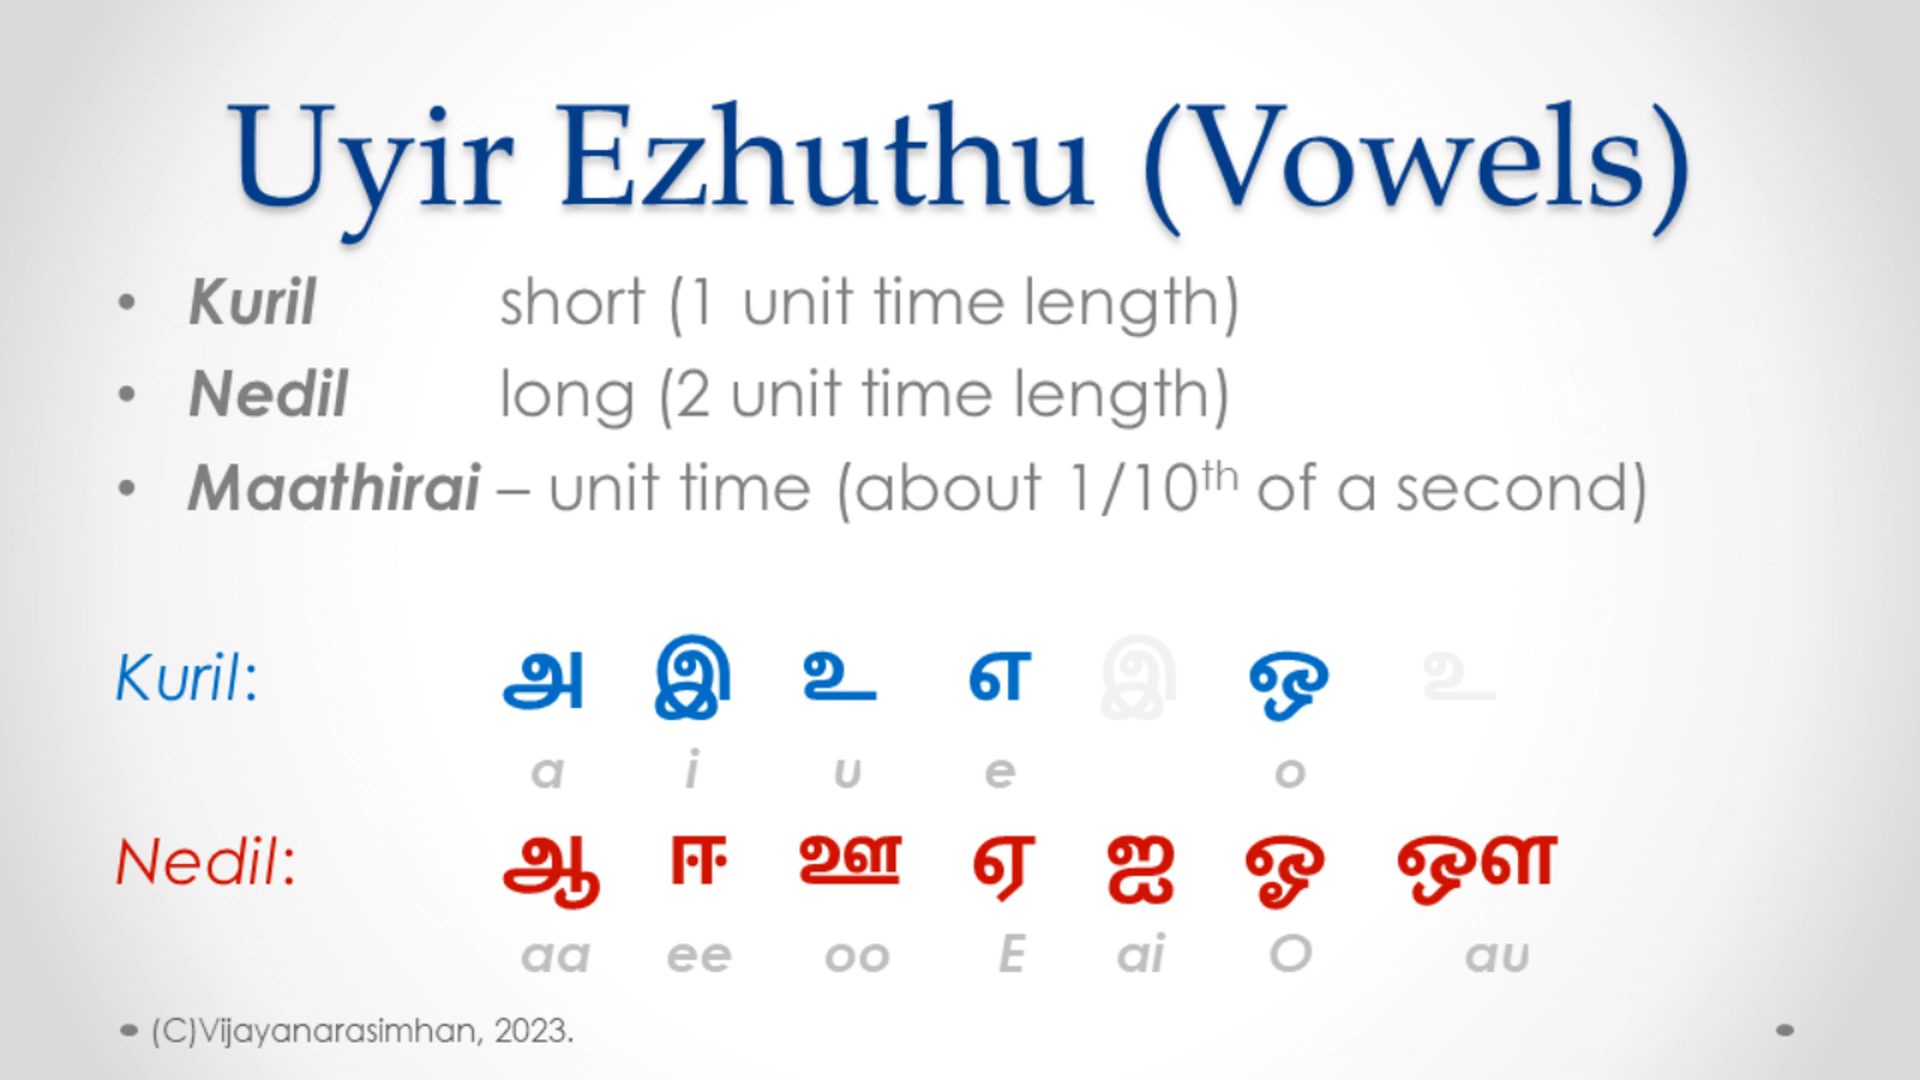 Uyir Ezhuthu (Vowels)
• Kuril short (1 unit time length)
• Nedil long (2 unit time length)
• Maathirai – unit time (about 1/10th of a second)
Kuril: அ இ உ எ இ ஒ உ
a i u e o
Nedil: ஆ ஈ ஊ ஏ ஐ ஓ ஔ
aa ee oo E ai O au
• (C)Vijayanarasimhan, 2023. •